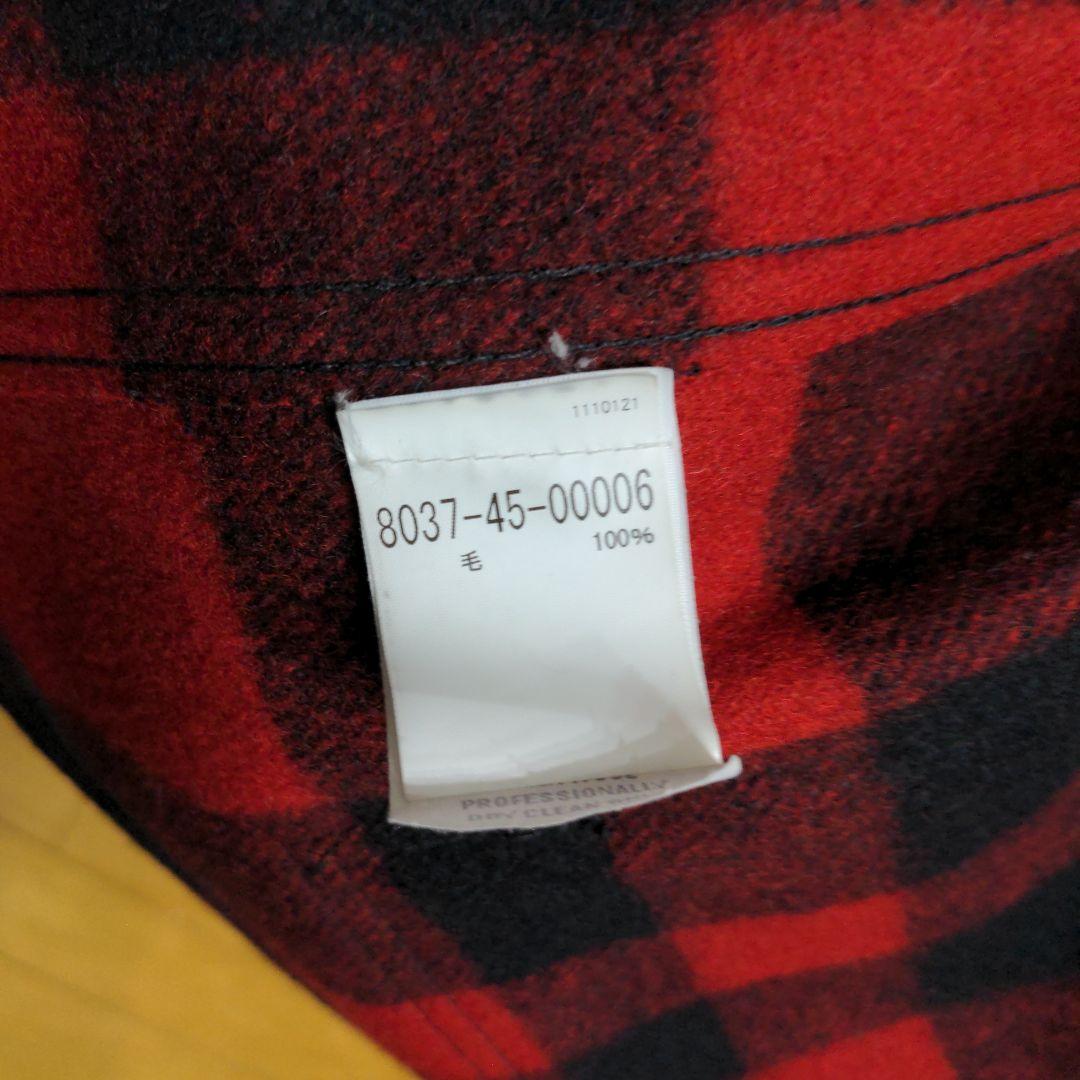 1110121
8037-45-00006
毛 100%
PROFESSIONALLY
DRY CLEAN